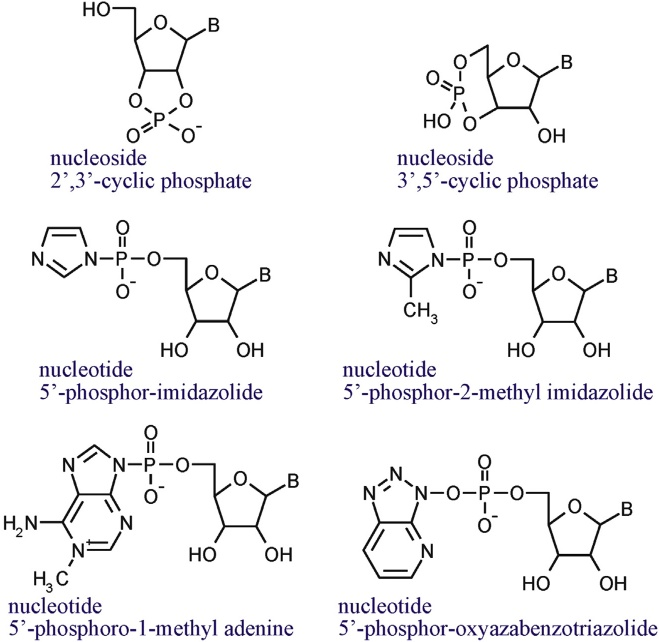 HO
O
B
O
O
P
O
O-
nucleoside
2',3'-cyclic phosphate
O
O
B
O
P
HO
O
OH
nucleoside
3',5'-cyclic phosphate
O
N
N
P
O
O
B
O-
HO
OH
nucleotide
5'-phosphor-imidazolide
O
N
N
P
O
O
B
O-
CH3
HO
OH
nucleotide
5'-phosphor-2-methyl imidazolide
O
N
N
P
O
O
B
O-
H2N
N
N+
H3C
HO
OH
nucleotide
5'-phosphoro-1-methyl adenine
N
N
N
O
O
P
O
O
B
O-
N
HO
OH
nucleotide
5'-phosphor-oxyazabenzotriazolide